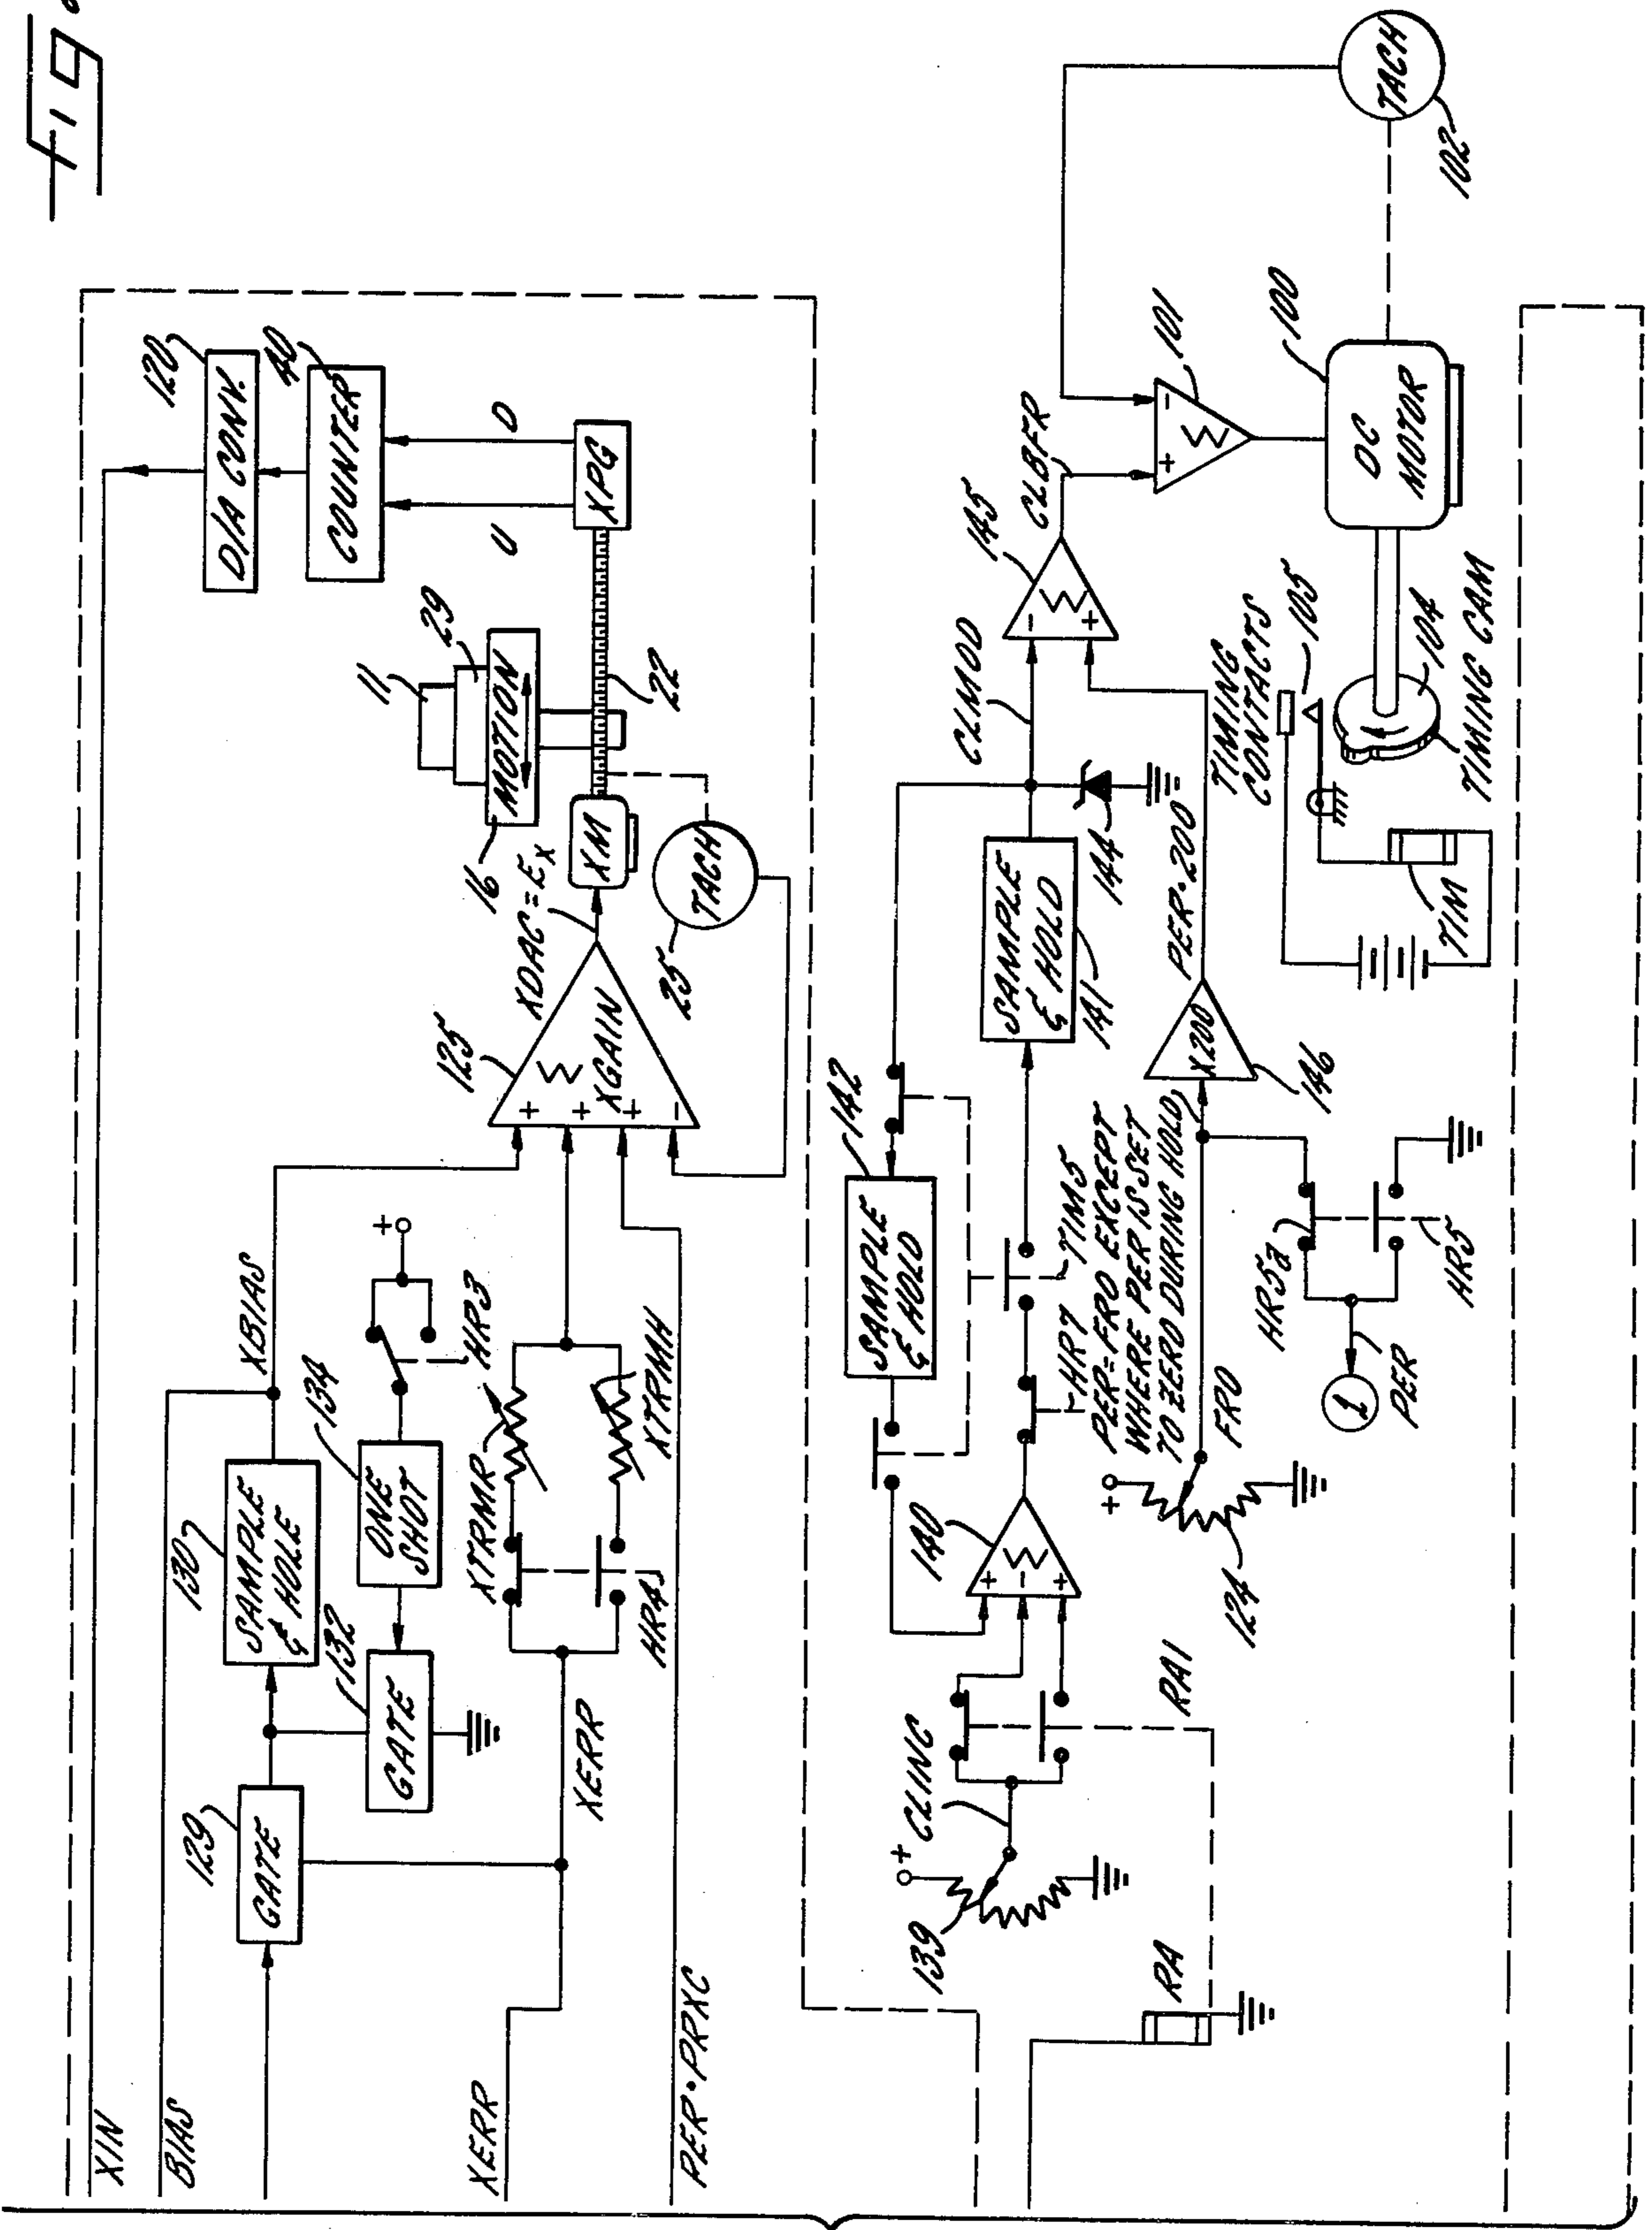 Fig
XIN
BIAS
XERR
PER·PRXC
129
GATE
130
SAMPLE
& HOLE
132
GATE
134
ONE
SHOT
HR3
+
XBIAS
XERR
XTRMR
XTRMH
HR4
125
+
+
+
-
Σ
XGAIN
XDAC=Ex
XM
25
TACH
16
MOTION
11
29
22
XPG
U
D
COUNTER
40
D/A CONV.
120
RA
RA1
139
+
CLINC
140
+
-
+
Σ
142
SAMPLE
& HOLD
HR7
TIM5
SAMPLE
& HOLD
141
144
CLMOD
145
-
+
Σ
CLBFR
PER=FRO EXCEPT
WHERE PER IS SET
TO ZERO DURING HOLD
+
124
FRO
X200
146
PER·200
HR5a
HR5
1
PER
101
+
-
Σ
DC
MOTOR
100
TACH
102
TIMING
CONTACTS
105
104
TIMING CAM
TIM